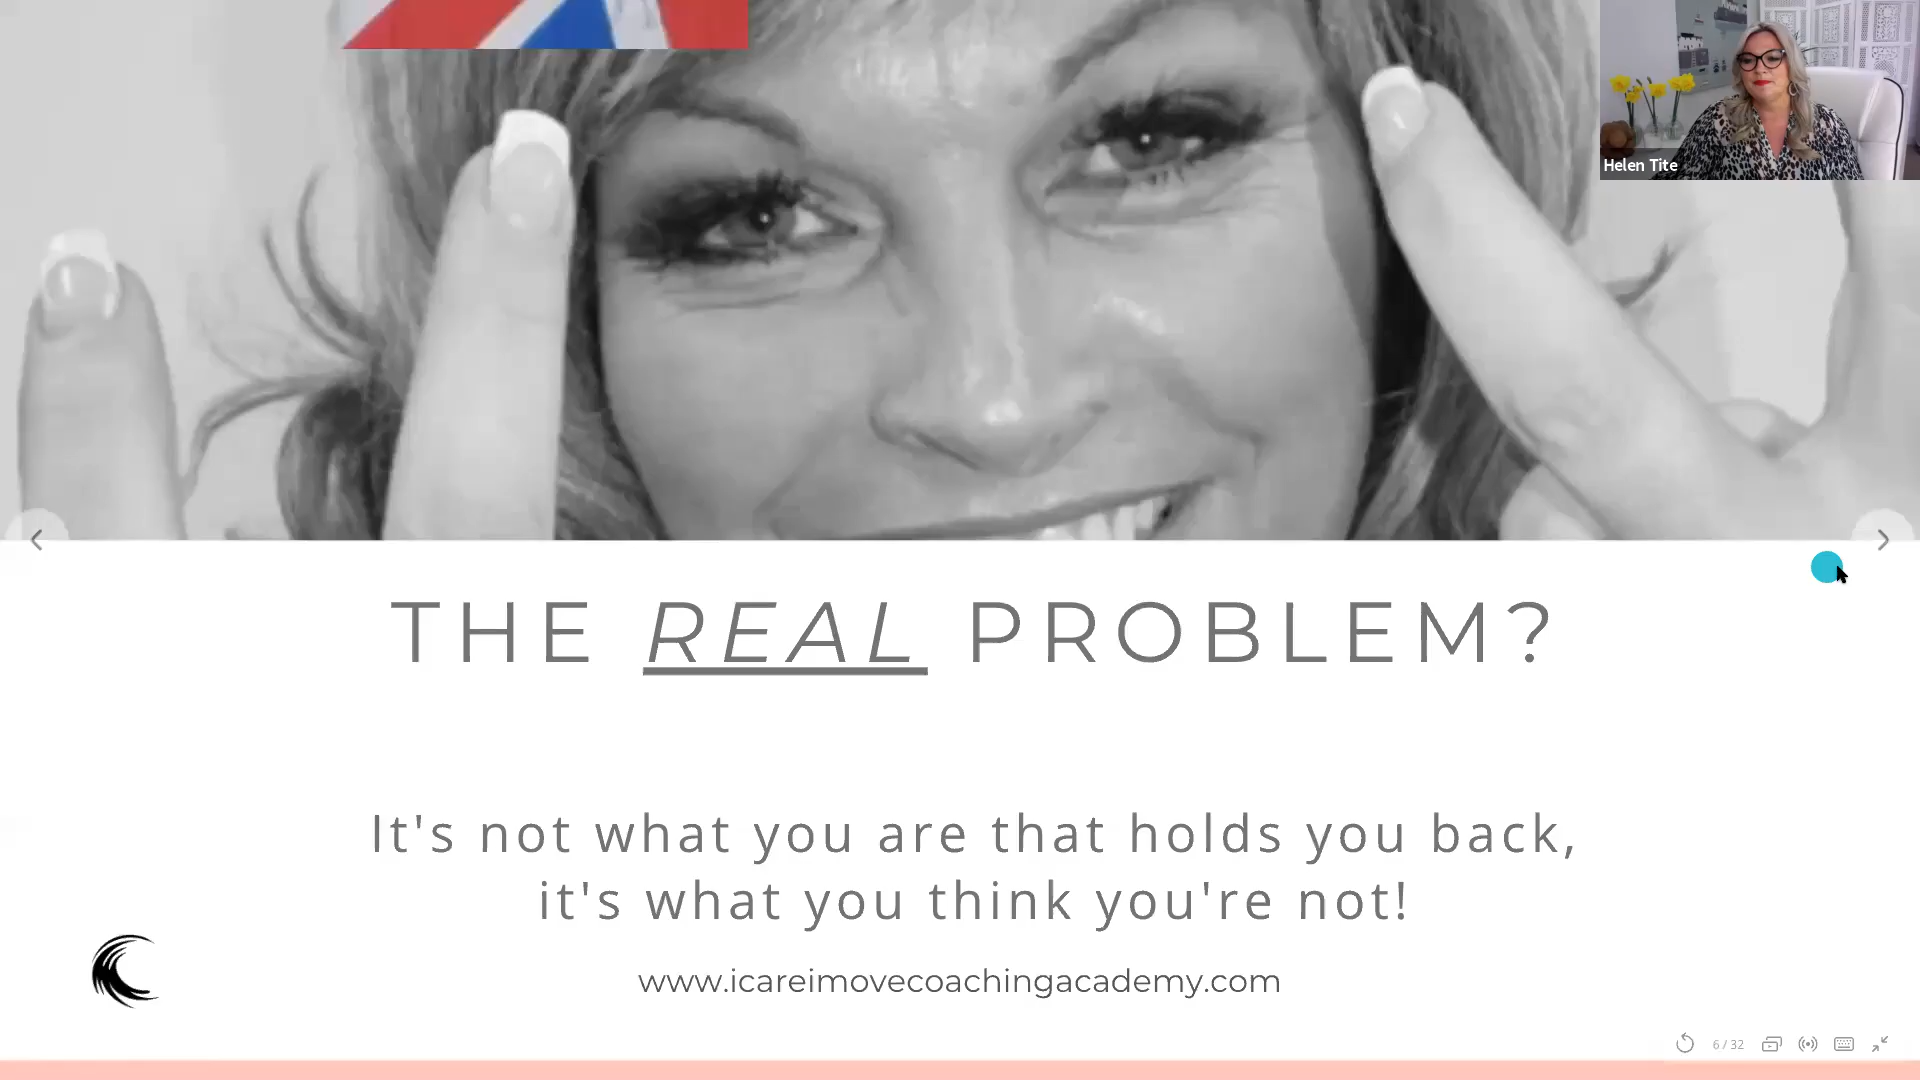 Helen Tite
THE REAL PROBLEM?
It's not what you are that holds you back,
it's what you think you're not!
www.icareimovecoachingacademy.com
6 / 32